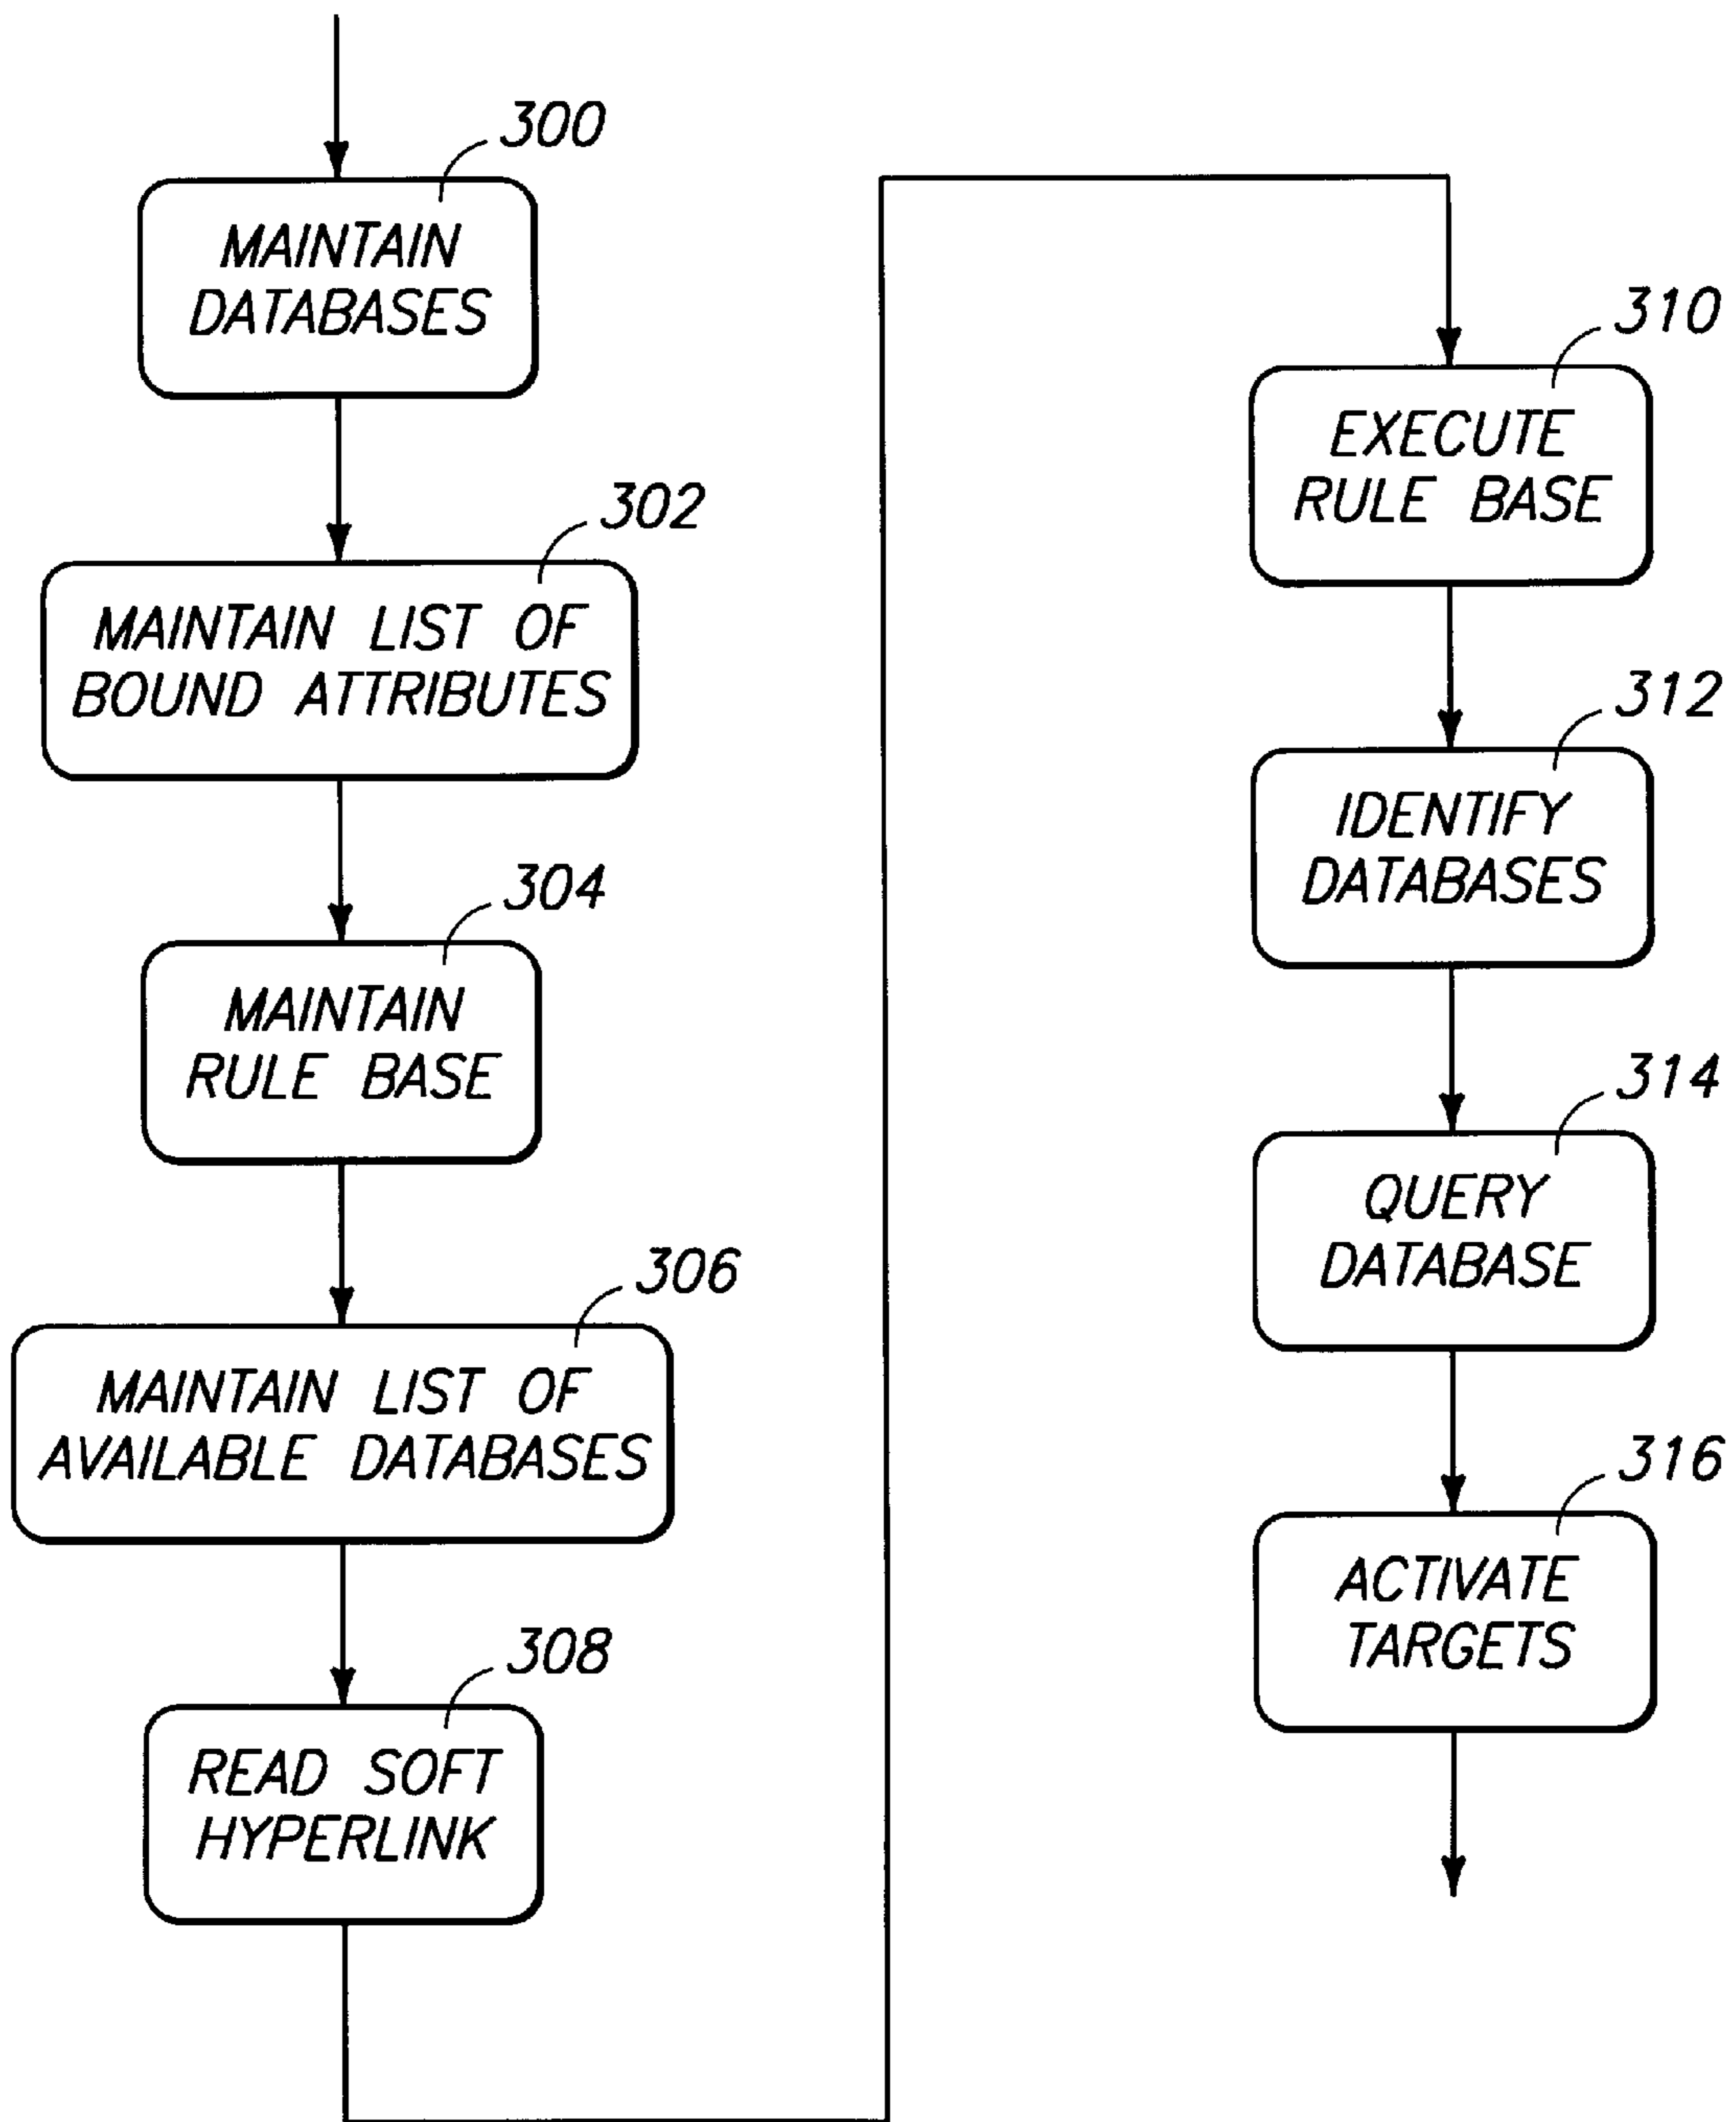 300
MAINTAIN
DATABASES
302
MAINTAIN LIST OF
BOUND ATTRIBUTES
304
MAINTAIN
RULE BASE
306
MAINTAIN LIST OF
AVAILABLE DATABASES
308
READ SOFT
HYPERLINK
310
EXECUTE
RULE BASE
312
IDENTIFY
DATABASES
314
QUERY
DATABASE
316
ACTIVATE
TARGETS